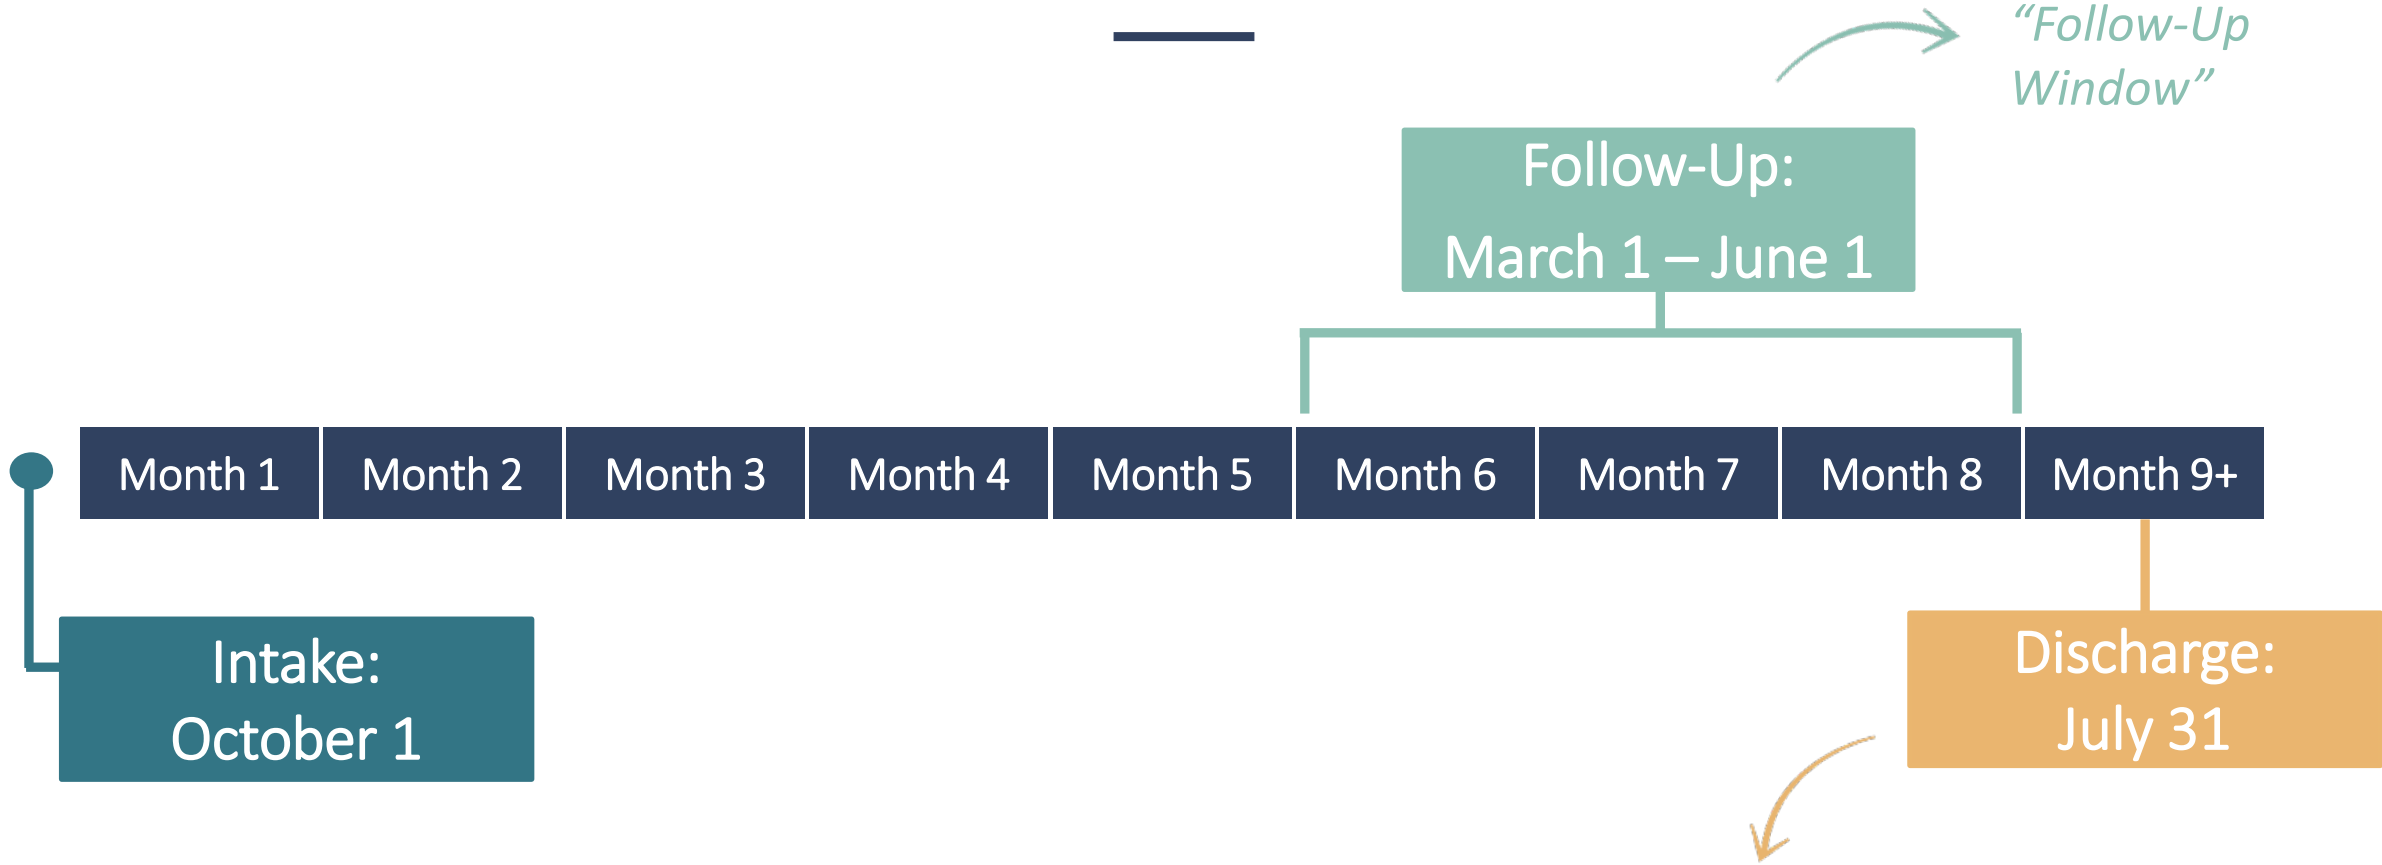 “Follow-Up
Window”
Follow-Up:
March 1 – June 1
Month 1
Month 2
Month 3
Month 4
Month 5
Month 6
Month 7
Month 8
Month 9+
Intake:
October 1
Discharge:
July 31